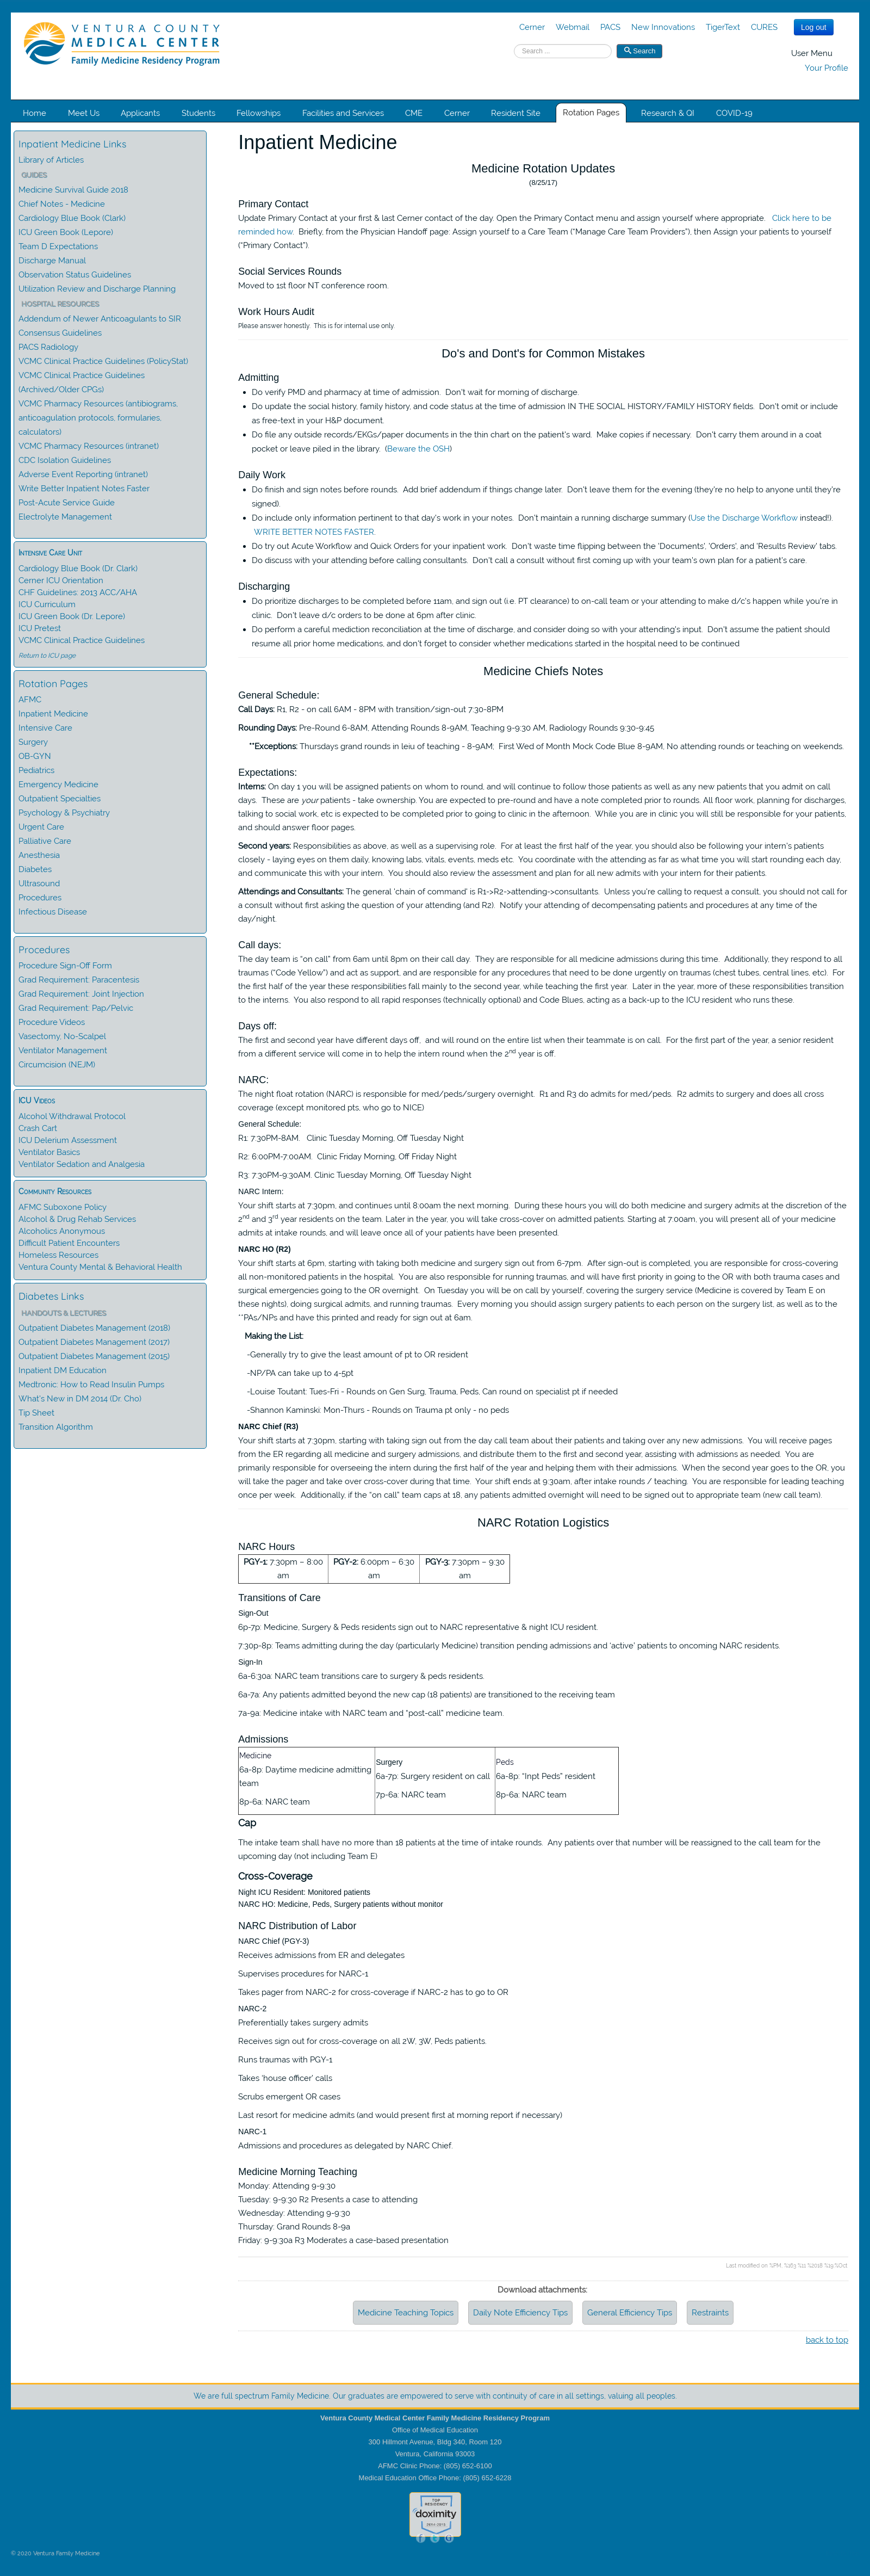 VENTURA COUNTY
MEDICAL CENTER
Family Medicine Residency Program
Cerner Webmail PACS New Innovations TigerText CURES
Log out
Search ...
Search
User Menu
Your Profile
Home Meet Us Applicants Students Fellowships Facilities and Services CME Cerner Resident Site Rotation Pages Research & QI COVID-19
Inpatient Medicine Links
Library of Articles
GUIDES
Medicine Survival Guide 2018
Chief Notes - Medicine
Cardiology Blue Book (Clark)
ICU Green Book (Lepore)
Team D Expectations
Discharge Manual
Observation Status Guidelines
Utilization Review and Discharge Planning
HOSPITAL RESOURCES
Addendum of Newer Anticoagulants to SIR
Consensus Guidelines
PACS Radiology
VCMC Clinical Practice Guidelines (PolicyStat)
VCMC Clinical Practice Guidelines
(Archived/Older CPGs)
VCMC Pharmacy Resources (antibiograms,
anticoagulation protocols, formularies,
calculators)
VCMC Pharmacy Resources (intranet)
CDC Isolation Guidelines
Adverse Event Reporting (intranet)
Write Better Inpatient Notes Faster
Post-Acute Service Guide
Electrolyte Management
Intensive Care Unit
Cardiology Blue Book (Dr. Clark)
Cerner ICU Orientation
CHF Guidelines: 2013 ACC/AHA
ICU Curriculum
ICU Green Book (Dr. Lepore)
ICU Pretest
VCMC Clinical Practice Guidelines
Return to ICU page
Rotation Pages
AFMC
Inpatient Medicine
Intensive Care
Surgery
OB-GYN
Pediatrics
Emergency Medicine
Outpatient Specialties
Psychology & Psychiatry
Urgent Care
Palliative Care
Anesthesia
Diabetes
Ultrasound
Procedures
Infectious Disease
Procedures
Procedure Sign-Off Form
Grad Requirement: Paracentesis
Grad Requirement: Joint Injection
Grad Requirement: Pap/Pelvic
Procedure Videos
Vasectomy, No-Scalpel
Ventilator Management
Circumcision (NEJM)
ICU Videos
Alcohol Withdrawal Protocol
Crash Cart
ICU Delerium Assessment
Ventilator Basics
Ventilator Sedation and Analgesia
Community Resources
AFMC Suboxone Policy
Alcohol & Drug Rehab Services
Alcoholics Anonymous
Difficult Patient Encounters
Homeless Resources
Ventura County Mental & Behavioral Health
Diabetes Links
HANDOUTS & LECTURES
Outpatient Diabetes Management (2018)
Outpatient Diabetes Management (2017)
Outpatient Diabetes Management (2015)
Inpatient DM Education
Medtronic: How to Read Insulin Pumps
What's New in DM 2014 (Dr. Cho)
Tip Sheet
Transition Algorithm
Inpatient Medicine
Medicine Rotation Updates
(8/25/17)
Primary Contact
Update Primary Contact at your first & last Cerner contact of the day. Open the Primary Contact menu and assign yourself where appropriate. Click here to be
reminded how. Briefly, from the Physician Handoff page: Assign yourself to a Care Team ("Manage Care Team Providers"), then Assign your patients to yourself
("Primary Contact").
Social Services Rounds
Moved to 1st floor NT conference room.
Work Hours Audit
Please answer honestly. This is for internal use only.
Do's and Dont's for Common Mistakes
Admitting
• Do verify PMD and pharmacy at time of admission. Don't wait for morning of discharge.
• Do update the social history, family history, and code status at the time of admission IN THE SOCIAL HISTORY/FAMILY HISTORY fields. Don't omit or include
as free-text in your H&P document.
• Do file any outside records/EKGs/paper documents in the thin chart on the patient's ward. Make copies if necessary. Don't carry them around in a coat
pocket or leave piled in the library. (Beware the OSH)
Daily Work
• Do finish and sign notes before rounds. Add brief addendum if things change later. Don't leave them for the evening (they're no help to anyone until they're
signed).
• Do include only information pertinent to that day's work in your notes. Don't maintain a running discharge summary (Use the Discharge Workflow instead!).
WRITE BETTER NOTES FASTER.
• Do try out Acute Workflow and Quick Orders for your inpatient work. Don't waste time flipping between the 'Documents', 'Orders', and 'Results Review' tabs.
• Do discuss with your attending before calling consultants. Don't call a consult without first coming up with your team's own plan for a patient's care.
Discharging
• Do prioritize discharges to be completed before 11am, and sign out (i.e. PT clearance) to on-call team or your attending to make d/c's happen while you're in
clinic. Don't leave d/c orders to be done at 6pm after clinic.
• Do perform a careful mediction reconciliation at the time of discharge, and consider doing so with your attending's input. Don't assume the patient should
resume all prior home medications, and don't forget to consider whether medications started in the hospital need to be continued
Medicine Chiefs Notes
General Schedule:
Call Days: R1, R2 - on call 6AM - 8PM with transition/sign-out 7:30-8PM
Rounding Days: Pre-Round 6-8AM, Attending Rounds 8-9AM, Teaching 9-9:30 AM, Radiology Rounds 9:30-9:45
**Exceptions: Thursdays grand rounds in leiu of teaching - 8-9AM; First Wed of Month Mock Code Blue 8-9AM, No attending rounds or teaching on weekends.
Expectations:
Interns: On day 1 you will be assigned patients on whom to round, and will continue to follow those patients as well as any new patients that you admit on call
days. These are your patients - take ownership. You are expected to pre-round and have a note completed prior to rounds. All floor work, planning for discharges,
talking to social work, etc is expected to be completed prior to going to clinic in the afternoon. While you are in clinic you will still be responsible for your patients,
and should answer floor pages.
Second years: Responsibilities as above, as well as a supervising role. For at least the first half of the year, you should also be following your intern's patients
closely - laying eyes on them daily, knowing labs, vitals, events, meds etc. You coordinate with the attending as far as what time you will start rounding each day,
and communicate this with your intern. You should also review the assessment and plan for all new admits with your interns for their patients.
Attendings and Consultants: The general 'chain of command' is R1->R2->attending->consultants. Unless you're calling to request a consult, you should not call for
a consult without first asking the question of your attending (and R2). Notify your attending of decompensating patients and procedures at any time of the
day/night.
Call days:
The day team is "on call" from 6am until 8pm on their call day. They are responsible for all medicine admissions during this time. Additionally, they respond to all
traumas ("Code Yellow") and act as support, and are responsible for any procedures that need to be done urgently on traumas (chest tubes, central lines, etc). For
the first half of the year these responsibilities fall mainly to the second year, while teaching the first year. Later in the year, more of these responsibilities transition
to the interns. You also respond to all rapid responses (technically optional) and Code Blues, acting as a back-up to the ICU resident who runs these.
Days off:
The first and second year have different days off, and will round on the entire list when their teammate is on call. For the first part of the year, a senior resident
from a different service will come in to help the intern round when the 2nd year is off.
NARC:
The night float rotation (NARC) is responsible for med/peds/surgery overnight. R1 and R3 do admits for med/peds. R2 admits to surgery and does all cross
coverage (except monitored pts, who go to NICE)
General Schedule:
R1: 7:30PM-8AM. Clinic Tuesday Morning, Off Tuesday Night
R2: 6:00PM-7:00AM. Clinic Friday Morning, Off Friday Night
R3: 7:30PM-9:30AM. Clinic Tuesday Morning, Off Tuesday Night
NARC Intern:
Your shift starts at 7:30pm, and continues until 8:00am the next morning. During these hours you will do both medicine and surgery admits at the discretion of the
2nd and 3rd year residents on the team. Later in the year, you will take cross-cover on admitted patients. Starting at 7:00am, you will present all of your medicine
admits at intake rounds, and will leave once all of your patients have been presented.
NARC HO (R2)
Your shift starts at 6pm, starting with taking both medicine and surgery sign out from 6-7pm. After sign-out is completed, you will be responsible for cross-covering
all non-monitored patients in the hospital. You are also responsible for running traumas, and will have first priority in going to the OR with both trauma cases and
surgical emergencies going to the OR overnight. On Tuesday you will be on call by yourself, covering the surgery service (Medicine is covered by Team E on
these nights), doing surgical admits, and running traumas. Every morning you should assign surgery patients to each person on the surgery list, as well as to the
**PAs/NPs and have this printed and ready for sign out at 6am.
Making the List:
-Generally try to give the least amount of pt to OR resident
-NP/PA can take up to 4-5pt
-Louise Toutant: Tues-Fri - Rounds on Gen Surg, Trauma, Peds, Can round on specialist pt if needed
-Shannon Kaminski: Mon-Thurs - Rounds on Trauma pt only - no peds
NARC Chief (R3)
Your shift starts at 7:30pm, starting with taking sign out from the day call team about their patients and taking over any new admissions. You will receive pages
from the ER regarding all medicine and surgery admissions, and distribute them to the first and second year, assisting with admissions as needed. You are
primarily responsible for overseeing the intern during the first half of the year and helping them with their admissions. When the second year goes to the OR, you
will take the pager and take over cross-cover during that time. Your shift ends at 9:30am, after intake rounds / teaching. You are responsible for leading teaching
once per week. Additionally, if the "on call" team caps at 18, any patients admitted overnight will need to be signed out to appropriate team (new call team).
NARC Rotation Logistics
NARC Hours
PGY-1: 7:30pm – 8:00 PGY-2: 6:00pm – 6:30 PGY-3: 7:30pm – 9:30
am am am
Transitions of Care
Sign-Out
6p-7p: Medicine, Surgery & Peds residents sign out to NARC representative & night ICU resident.
7:30p-8p: Teams admitting during the day (particularly Medicine) transition pending admissions and 'active' patients to oncoming NARC residents.
Sign-In
6a-6:30a: NARC team transitions care to surgery & peds residents.
6a-7a: Any patients admitted beyond the new cap (18 patients) are transitioned to the receiving team
7a-9a: Medicine intake with NARC team and "post-call" medicine team.
Admissions
Medicine
6a-8p: Daytime medicine admitting
team
8p-6a: NARC team
Surgery
6a-7p: Surgery resident on call
7p-6a: NARC team
Peds
6a-8p: "Inpt Peds" resident
8p-6a: NARC team
Cap
The intake team shall have no more than 18 patients at the time of intake rounds. Any patients over that number will be reassigned to the call team for the
upcoming day (not including Team E)
Cross-Coverage
Night ICU Resident: Monitored patients
NARC HO: Medicine, Peds, Surgery patients without monitor
NARC Distribution of Labor
NARC Chief (PGY-3)
Receives admissions from ER and delegates
Supervises procedures for NARC-1
Takes pager from NARC-2 for cross-coverage if NARC-2 has to go to OR
NARC-2
Preferentially takes surgery admits
Receives sign out for cross-coverage on all 2W, 3W, Peds patients.
Runs traumas with PGY-1
Takes 'house officer' calls
Scrubs emergent OR cases
Last resort for medicine admits (and would present first at morning report if necessary)
NARC-1
Admissions and procedures as delegated by NARC Chief.
Medicine Morning Teaching
Monday: Attending 9-9:30
Tuesday: 9-9:30 R2 Presents a case to attending
Wednesday: Attending 9-9:30
Thursday: Grand Rounds 8-9a
Friday: 9-9:30a R3 Moderates a case-based presentation
Last modified on %PM, %163 %11 %2018 %19:%Oct
Download attachments:
Medicine Teaching Topics Daily Note Efficiency Tips General Efficiency Tips Restraints
back to top
We are full spectrum Family Medicine. Our graduates are empowered to serve with continuity of care in all settings, valuing all peoples.
Ventura County Medical Center Family Medicine Residency Program
Office of Medical Education
300 Hillmont Avenue, Bldg 340, Room 120
Ventura, California 93003
AFMC Clinic Phone: (805) 652-6100
Medical Education Office Phone: (805) 652-6228
TOP
RESIDENCY
doximity
© 2020 Ventura Family Medicine